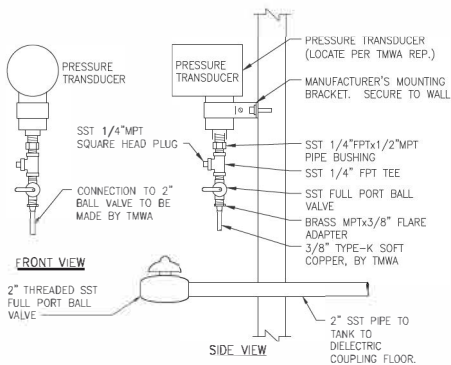 PRESSURE
TRANSDUCER
PRESSURE
TRANSDUCER
PRESSURE TRANSDUCER
(LOCATE PER TMWA REP.)
MANUFACTURER'S MOUNTING
BRACKET. SECURE TO WALL
SST 1/4"MPT
SQUARE HEAD PLUG
SST 1/4"FPTx1/2"MPT
PIPE BUSHING
SST 1/4" FPT TEE
SST FULL PORT BALL
VALVE
BRASS MPTx3/8" FLARE
ADAPTER
3/8" TYPE-K SOFT
COPPER, BY TMWA
CONNECTION TO 2"
BALL VALVE TO BE
MADE BY TMWA
FRONT VIEW
2" THREADED SST
FULL PORT BALL
VALVE
SIDE VIEW
2" SST PIPE TO
TANK TO
DIELECTRIC
COUPLING FLOOR.